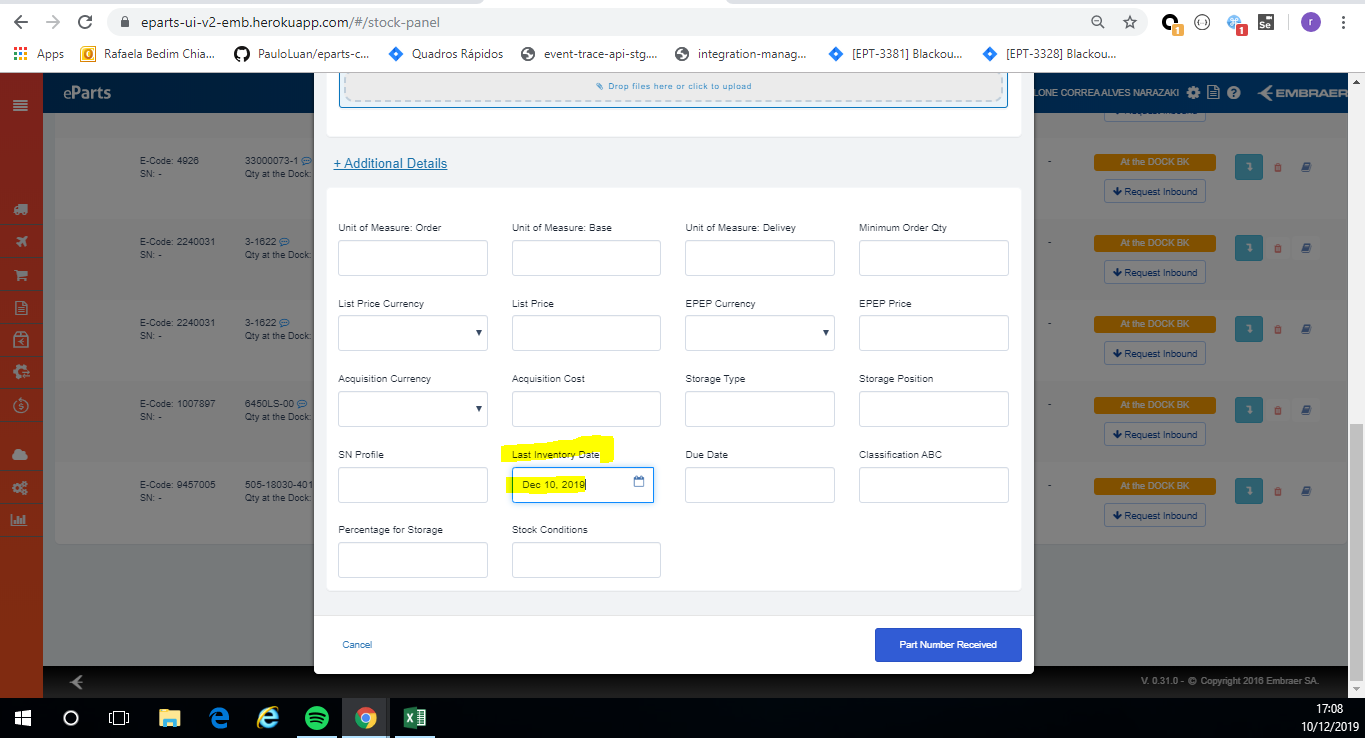 eparts-ui-v2-emb.herokuapp.com/#/stock-panel
1
1
Se
r
Apps
Rafaela Bedim Chia...
PauloLuan/eparts-c...
Quadros Rápidos
event-trace-api-stg....
integration-manag...
[EPT-3381] Blackou...
[EPT-3328] Blackou...
eParts
Drop files here or click to upload
LONE CORREA ALVES NARAZAKI
EMBRAER
Request Inbound
+ Additional Details
E-Code: 4926
SN: -
33000073-1
Qty at the Dock:
-
At the DOCK BK
Request Inbound
E-Code: 2240031
SN: -
3-1622
Qty at the Dock:
-
At the DOCK BK
Request Inbound
E-Code: 2240031
SN: -
3-1622
Qty at the Dock:
-
At the DOCK BK
Request Inbound
E-Code: 1007897
SN: -
6450LS-00
Qty at the Dock:
-
At the DOCK BK
Request Inbound
E-Code: 9457005
SN: -
505-18030-401
Qty at the Dock:
-
At the DOCK BK
Request Inbound
Unit of Measure: Order
Unit of Measure: Base
Unit of Measure: Delivey
Minimum Order Qty
List Price Currency
List Price
EPEP Currency
EPEP Price
Acquisition Currency
Acquisition Cost
Storage Type
Storage Position
SN Profile
Last Inventory Date
Due Date
Classification ABC
Dec 10, 2019
Percentage for Storage
Stock Conditions
Cancel
Part Number Received
V. 0.31.0 - © Copyright 2016 Embraer SA.
17:08
10/12/2019